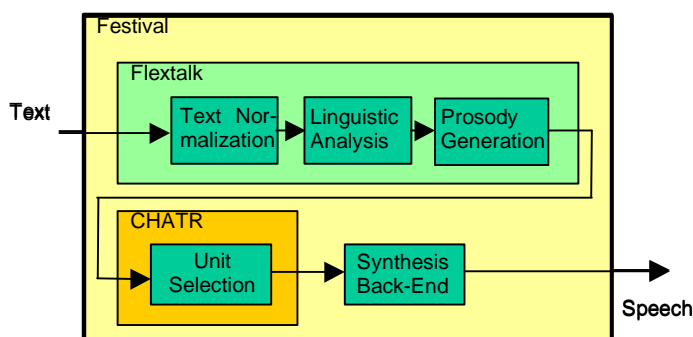 Festival
Flextalk
Text
Text Nor-
malization
Linguistic
Analysis
Prosody
Generation
CHATR
Unit
Selection
Synthesis
Back-End
Speech